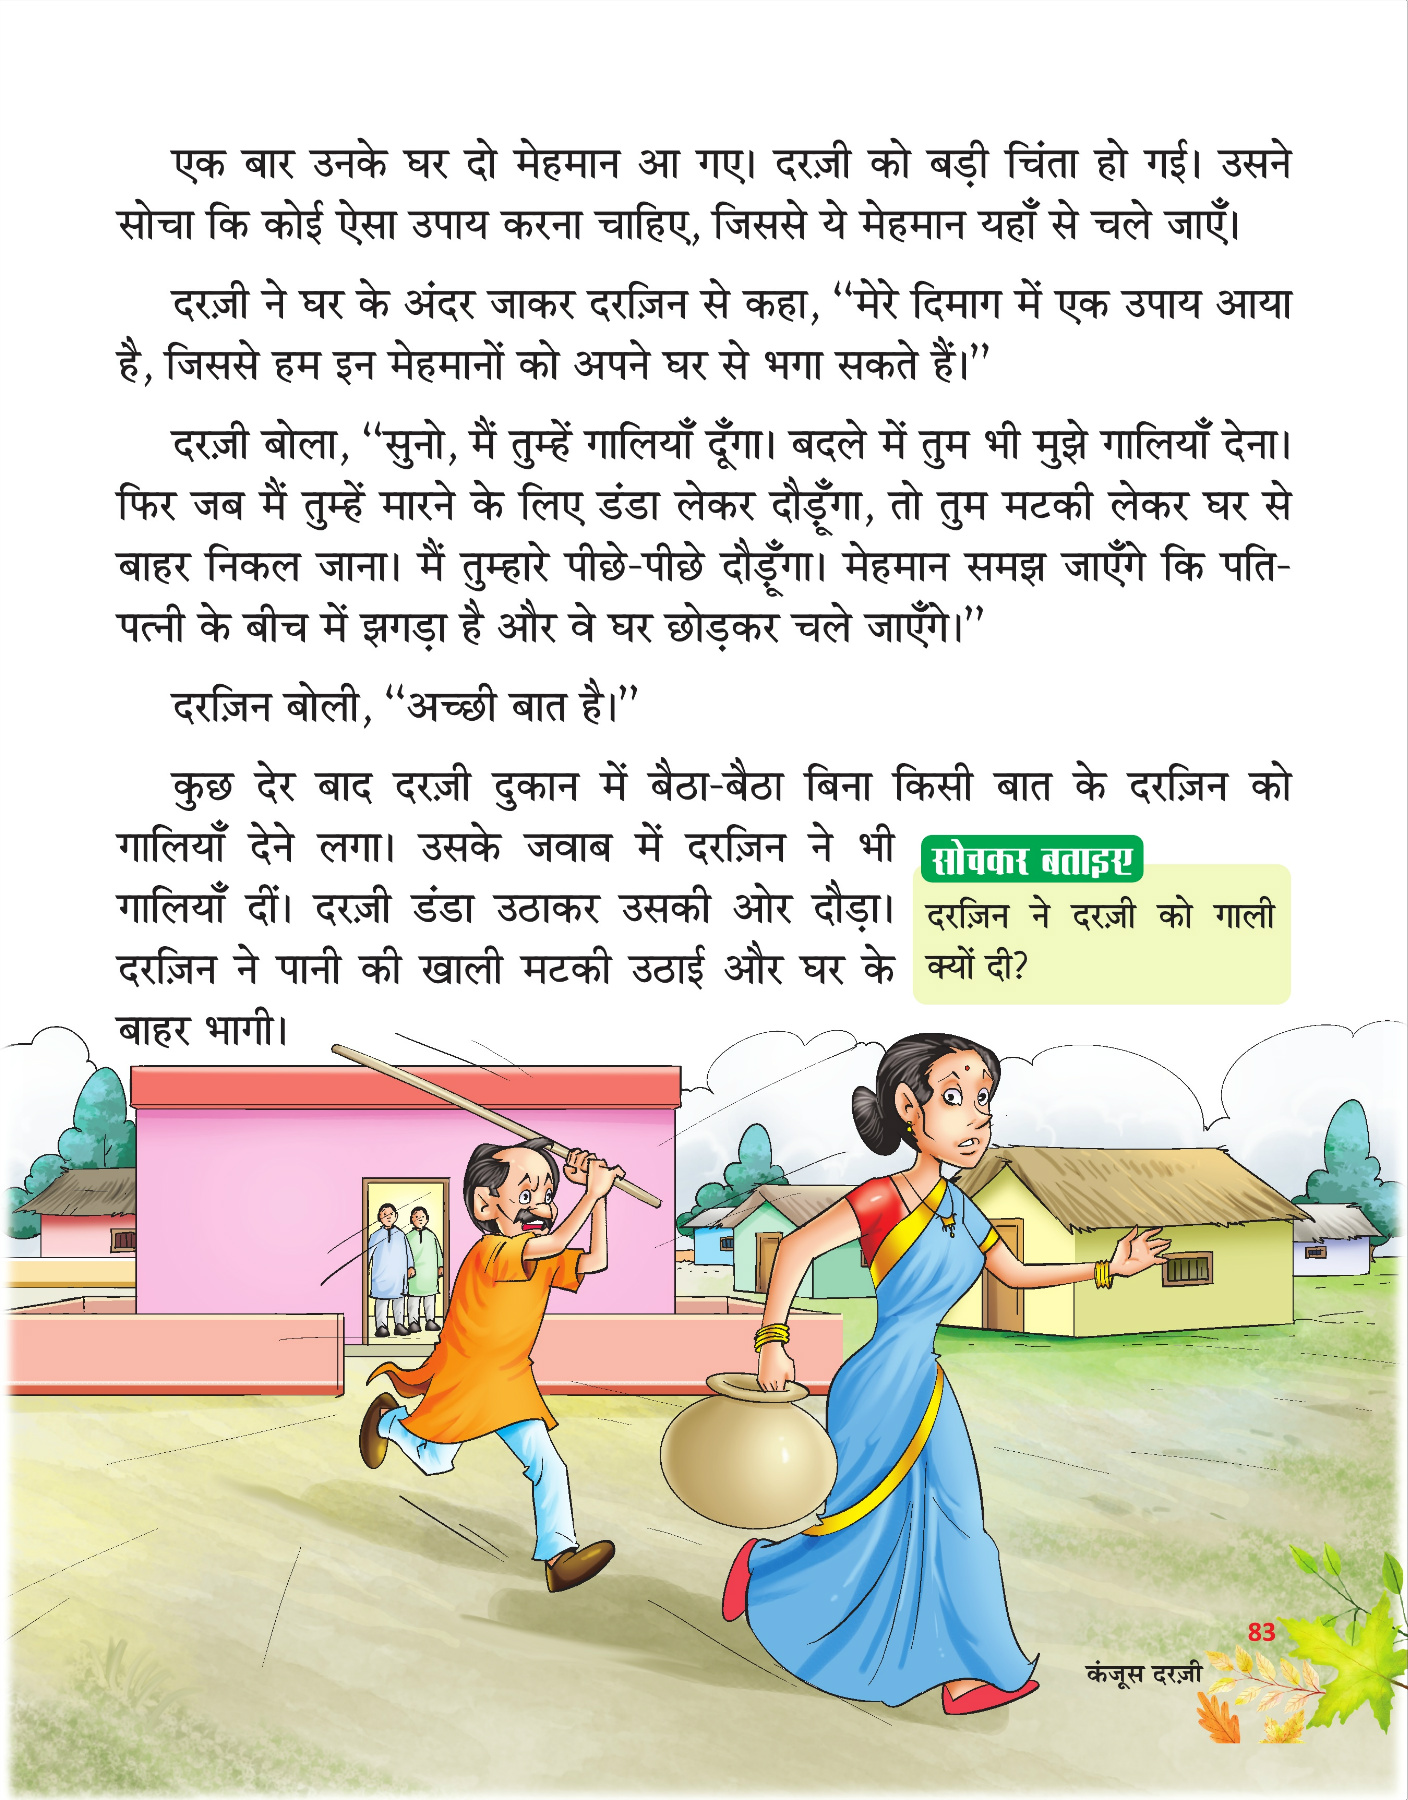 एक बार उनके घर दो मेहमान आ गए। दरज़ी को बड़ी चिंता हो गई। उसने
सोचा कि कोई ऐसा उपाय करना चाहिए, जिससे ये मेहमान यहाँ से चले जाएँ।
दरज़ी ने घर के अंदर जाकर दरज़िन से कहा, “मेरे दिमाग में एक उपाय आया
है, जिससे हम इन मेहमानों को अपने घर से भगा सकते हैं।”
दरज़ी बोला, “सुनो, मैं तुम्हें गालियाँ दूँगा। बदले में तुम भी मुझे गालियाँ देना।
फिर जब मैं तुम्हें मारने के लिए डंडा लेकर दौड़ूँगा, तो तुम मटकी लेकर घर से
बाहर निकल जाना। मैं तुम्हारे पीछे-पीछे दौड़ूँगा। मेहमान समझ जाएँगे कि पति-
पत्नी के बीच में झगड़ा है और वे घर छोड़कर चले जाएँगे।”
दरज़िन बोली, “अच्छी बात है।”
कुछ देर बाद दरज़ी दुकान में बैठा-बैठा बिना किसी बात के दरज़िन को
गालियाँ देने लगा। उसके जवाब में दरज़िन ने भी
गालियाँ दीं। दरज़ी डंडा उठाकर उसकी ओर दौड़ा।
दरज़िन ने पानी की खाली मटकी उठाई और घर के
बाहर भागी।
सोचकर बताइए
दरज़िन ने दरज़ी को गाली
क्यों दी?
83
कंजूस दरज़ी